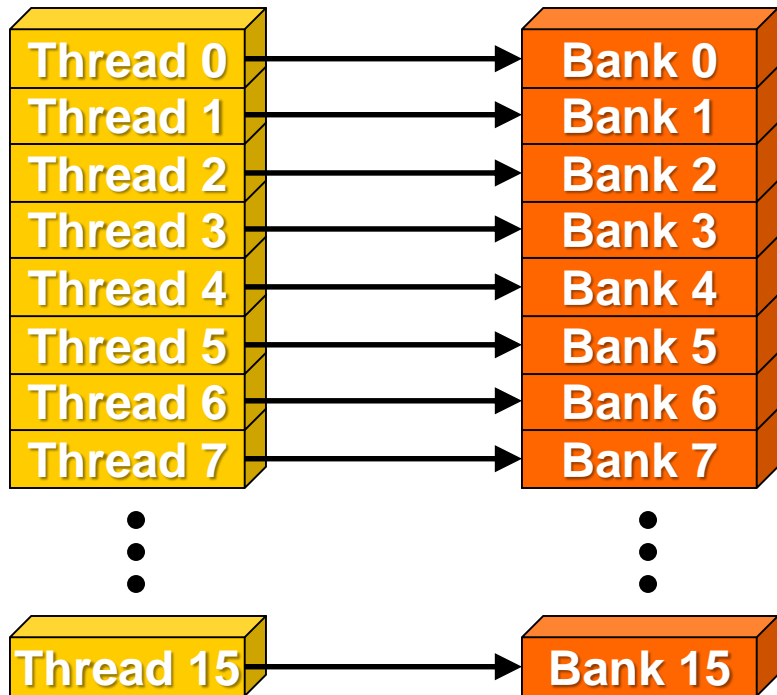 Thread 0
Bank 0
Thread 1
Bank 1
Thread 2
Bank 2
Thread 3
Bank 3
Thread 4
Bank 4
Thread 5
Bank 5
Thread 6
Bank 6
Thread 7
Bank 7
Thread 15
Bank 15